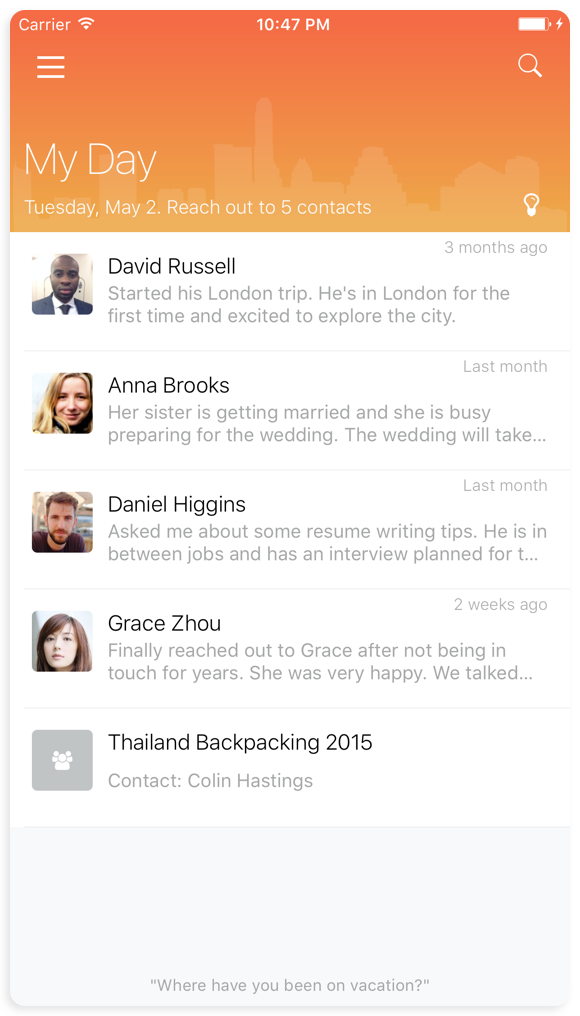 Carrier 10:47 PM
My Day
Tuesday, May 2. Reach out to 5 contacts
3 months ago
David Russell
Started his London trip. He's in London for the
first time and excited to explore the city.
Last month
Anna Brooks
Her sister is getting married and she is busy
preparing for the wedding. The wedding will take...
Last month
Daniel Higgins
Asked me about some resume writing tips. He is in
between jobs and has an interview planned for t...
2 weeks ago
Grace Zhou
Finally reached out to Grace after not being in
touch for years. She was very happy. We talked...
Thailand Backpacking 2015
Contact: Colin Hastings
"Where have you been on vacation?"